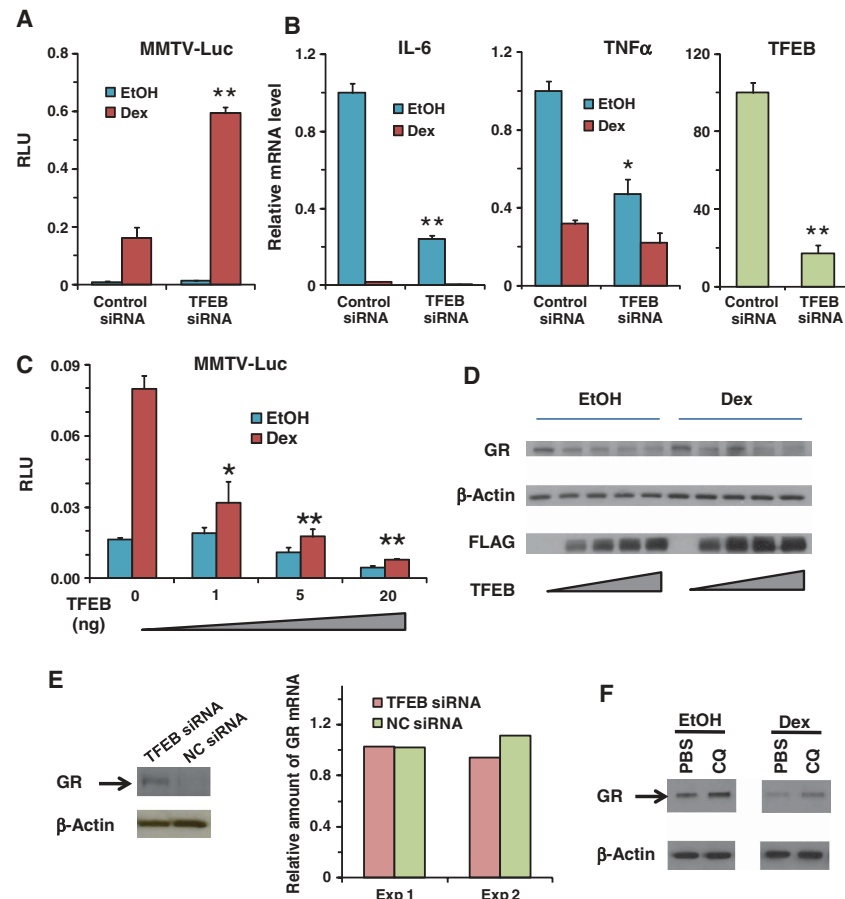 A
MMTV-Luc
RLU
0.8
0.6
0.4
0.2
0
EtOH
Dex
**
Control siRNA
TFEB siRNA
B
IL-6
Relative mRNA level
1.2
0.8
0.4
0
EtOH
Dex
**
Control siRNA
TFEB siRNA
TNFα
1.2
0.8
0.4
0
EtOH
Dex
*
Control siRNA
TFEB siRNA
TFEB
120
80
40
20
0
**
Control siRNA
TFEB siRNA
C
MMTV-Luc
RLU
0.09
0.06
0.03
0.00
EtOH
Dex
*
**
**
TFEB (ng)
0 1 5 20
D
EtOH Dex
GR
β-Actin
FLAG
TFEB
E
TFEB siRNA
NC siRNA
GR
β-Actin
Relative amount of GR mRNA
1.2
0.8
0.4
0
TFEB siRNA
NC siRNA
Exp 1 Exp 2
F
EtOH Dex
PBS CQ PBS CQ
GR
β-Actin